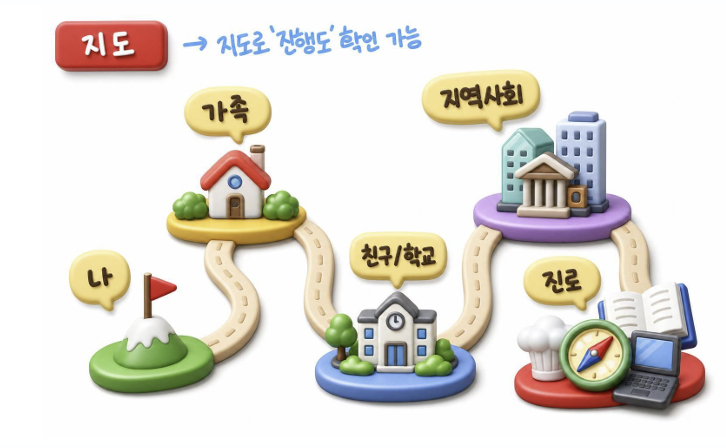 지도 → 지도로 '진행도' 확인 가능
가족
지역사회
나
친구/학교
진로